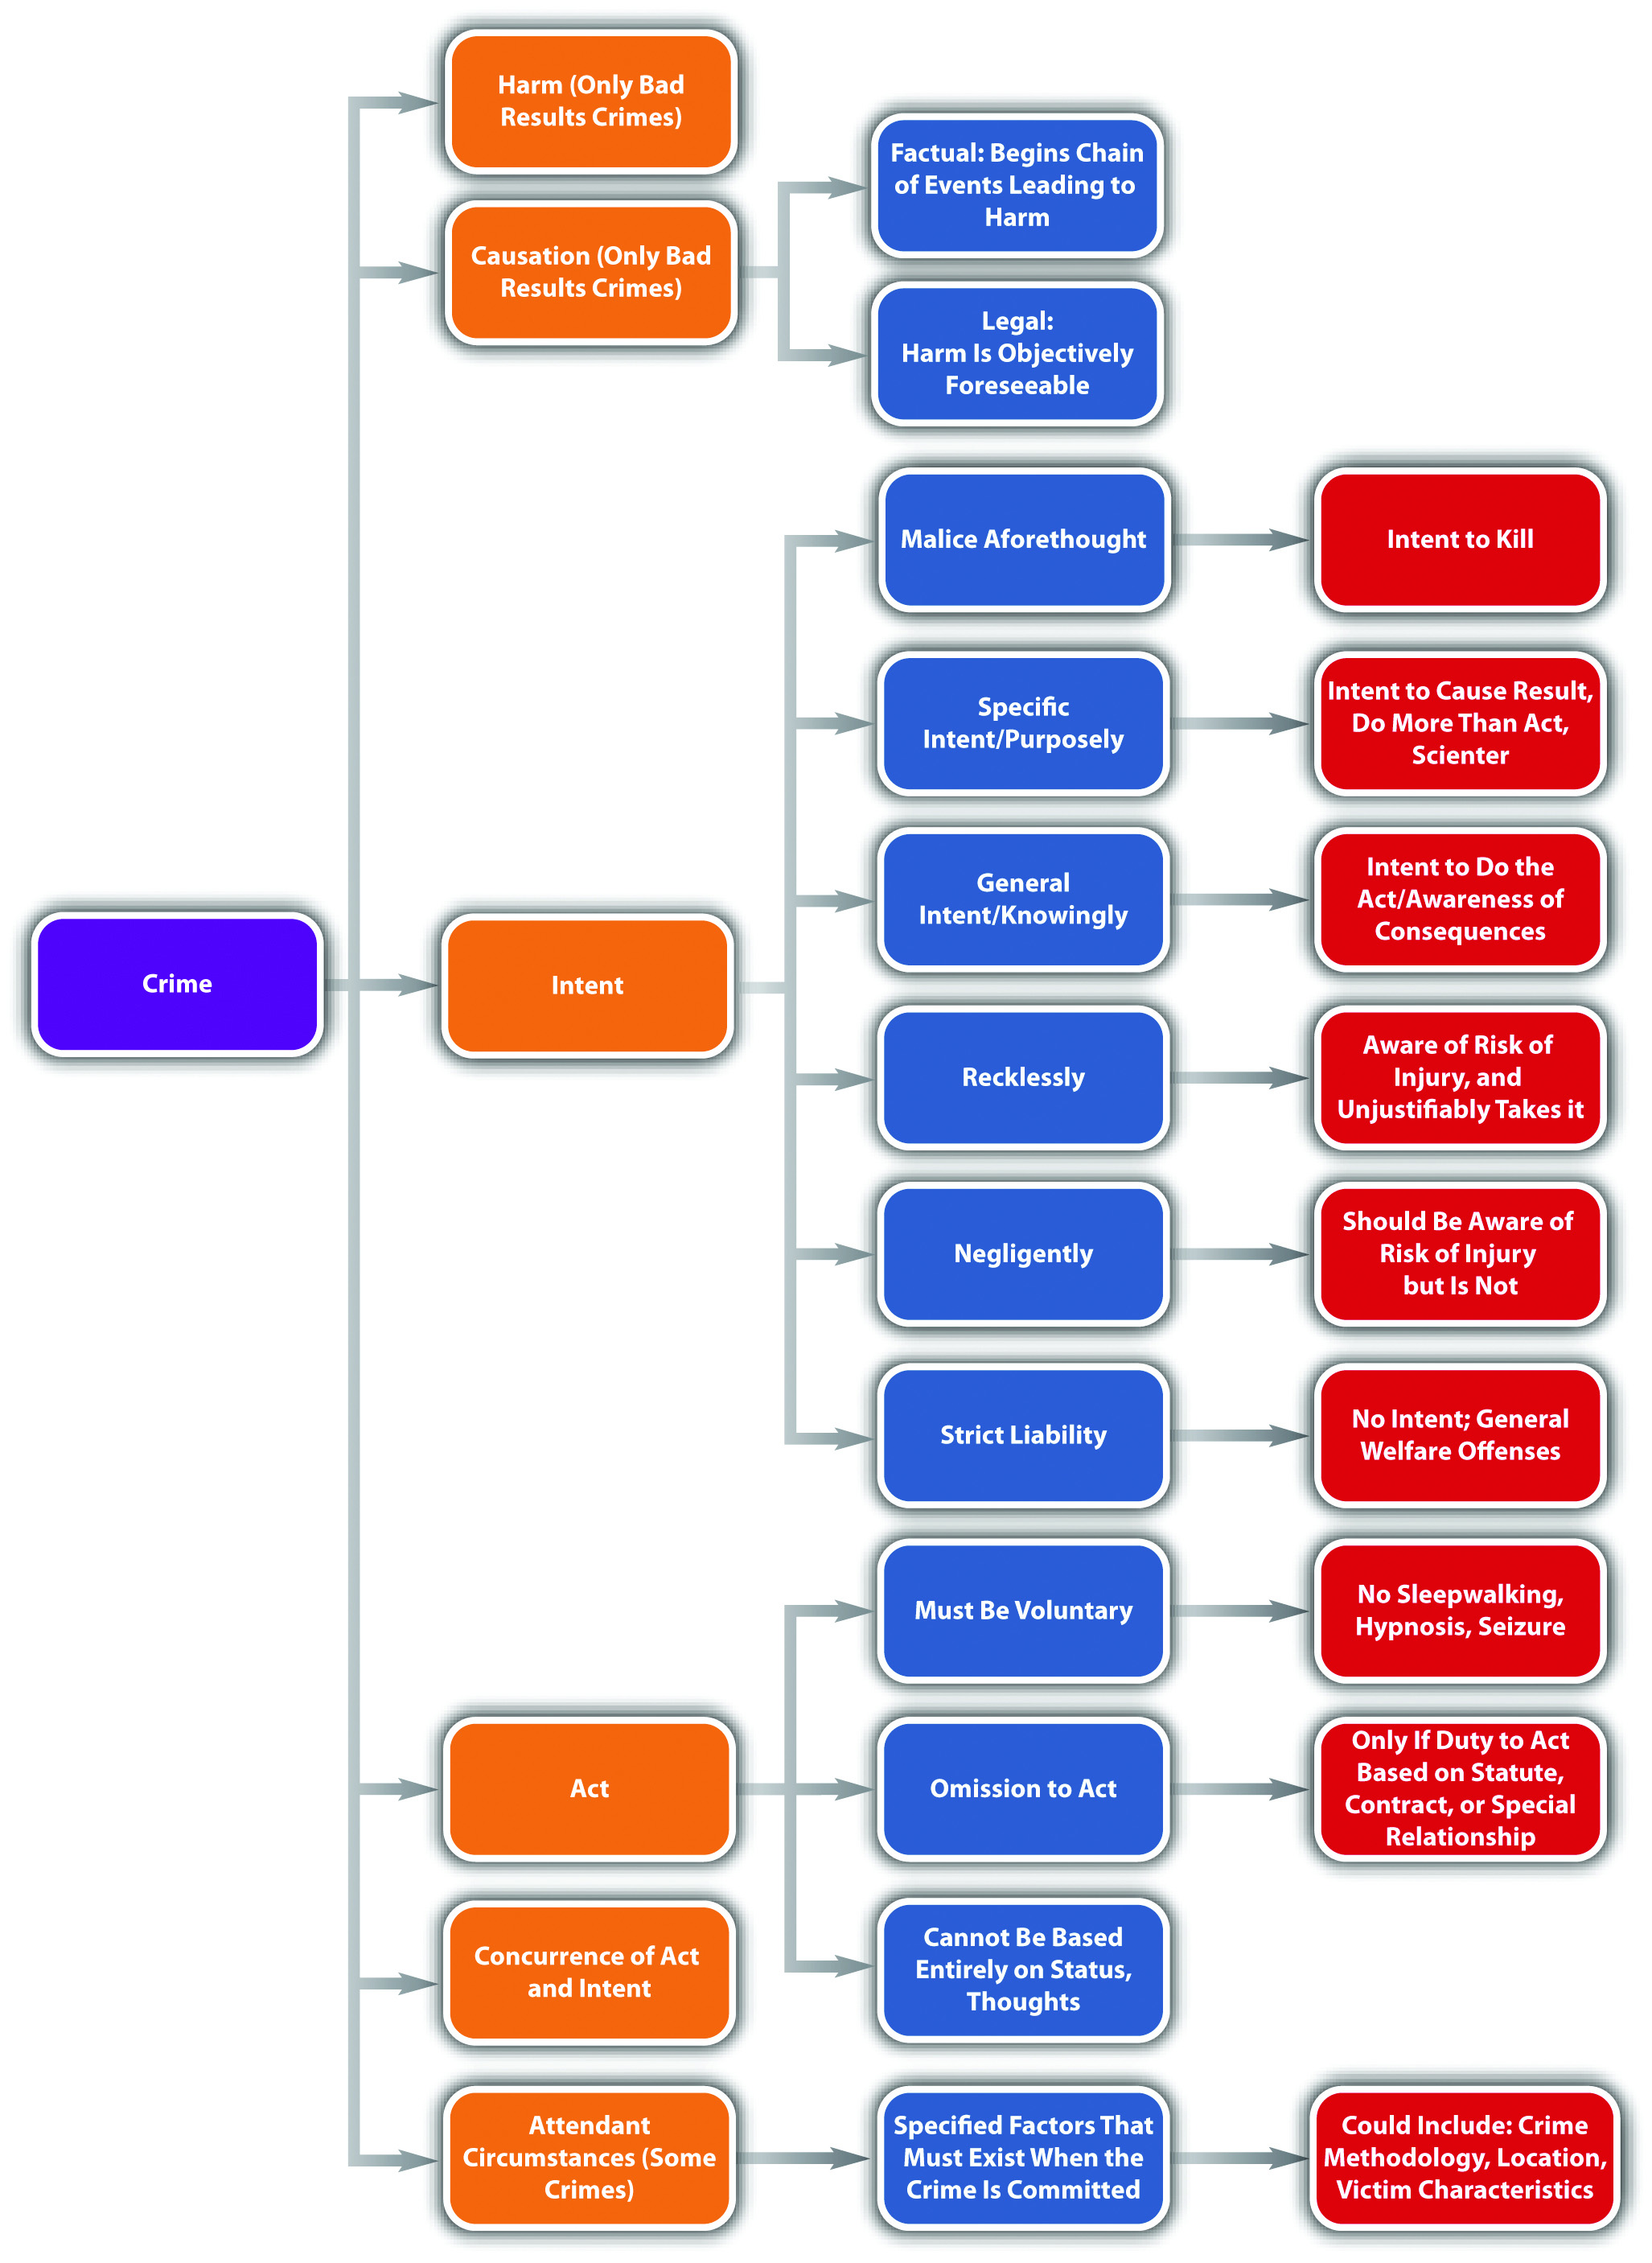 Harm (Only Bad
Results Crimes)
Causation (Only Bad
Results Crimes)
Factual: Begins Chain
of Events Leading to
Harm
Legal:
Harm Is Objectively
Foreseeable
Crime
Intent
Malice Aforethought
Intent to Kill
Specific
Intent/Purposely
Intent to Cause Result,
Do More Than Act,
Scienter
General
Intent/Knowingly
Intent to Do the
Act/Awareness of
Consequences
Recklessly
Aware of Risk of
Injury, and
Unjustifiably Takes it
Negligently
Should Be Aware of
Risk of Injury
but Is Not
Strict Liability
No Intent; General
Welfare Offenses
Act
Must Be Voluntary
No Sleepwalking,
Hypnosis, Seizure
Omission to Act
Only If Duty to Act
Based on Statute,
Contract, or Special
Relationship
Cannot Be Based
Entirely on Status,
Thoughts
Concurrence of Act
and Intent
Attendant
Circumstances (Some
Crimes)
Specified Factors That
Must Exist When the
Crime Is Committed
Could Include: Crime
Methodology, Location,
Victim Characteristics